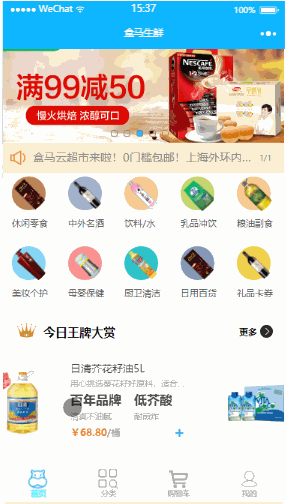 WeChat
15:37
100%
盒马生鲜
NESCAFÉ
满99减50
慢火烘焙 浓醇可口
盒马云超市来啦！0门槛包邮！上海外环内...
1/1
休闲零食
中外名酒
饮料/水
乳品冲饮
粮油副食
美妆个护
母婴保健
厨卫清洁
日用百货
礼品卡券
今日王牌大赏
更多
日清芥花籽油5L
用心挑选葵花籽好原料，适合...
百年品牌 低芥酸
清爽不油腻
耐煎炸
￥68.80/桶
首页
分类
购物车
我的